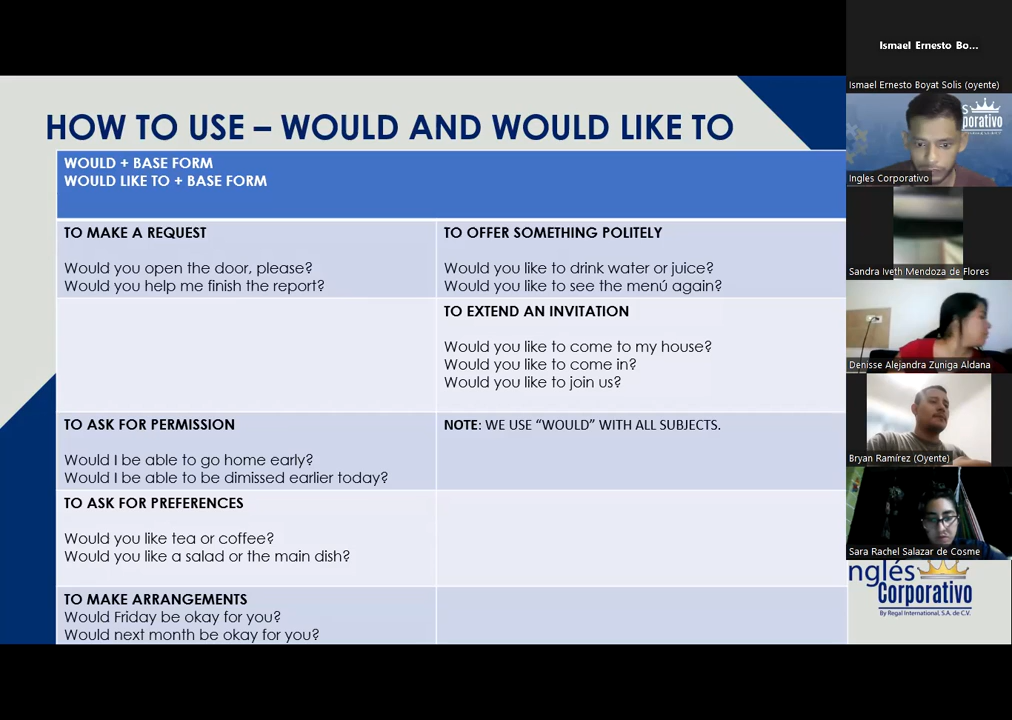 HOW TO USE – WOULD AND WOULD LIKE TO
WOULD + BASE FORM
WOULD LIKE TO + BASE FORM
TO MAKE A REQUEST
Would you open the door, please?
Would you help me finish the report?
TO OFFER SOMETHING POLITELY
Would you like to drink water or juice?
Would you like to see the menú again?
TO EXTEND AN INVITATION
Would you like to come to my house?
Would you like to come in?
Would you like to join us?
TO ASK FOR PERMISSION
Would I be able to go home early?
Would I be able to be dimissed earlier today?
NOTE: WE USE “WOULD” WITH ALL SUBJECTS.
TO ASK FOR PREFERENCES
Would you like tea or coffee?
Would you like a salad or the main dish?
TO MAKE ARRANGEMENTS
Would Friday be okay for you?
Would next month be okay for you?
Ismael Ernesto Bo...
Ismael Ernesto Boyat Solis (oyente)
s
porativo
Ingles Corporativo
Sandra Iveth Mendoza de Flores
Denisse Alejandra Zuniga Aldana
Bryan Ramírez (Oyente)
Sara Rachel Salazar de Cosme
nglés
Corporativo
By Regal International, S.A. de C.V.